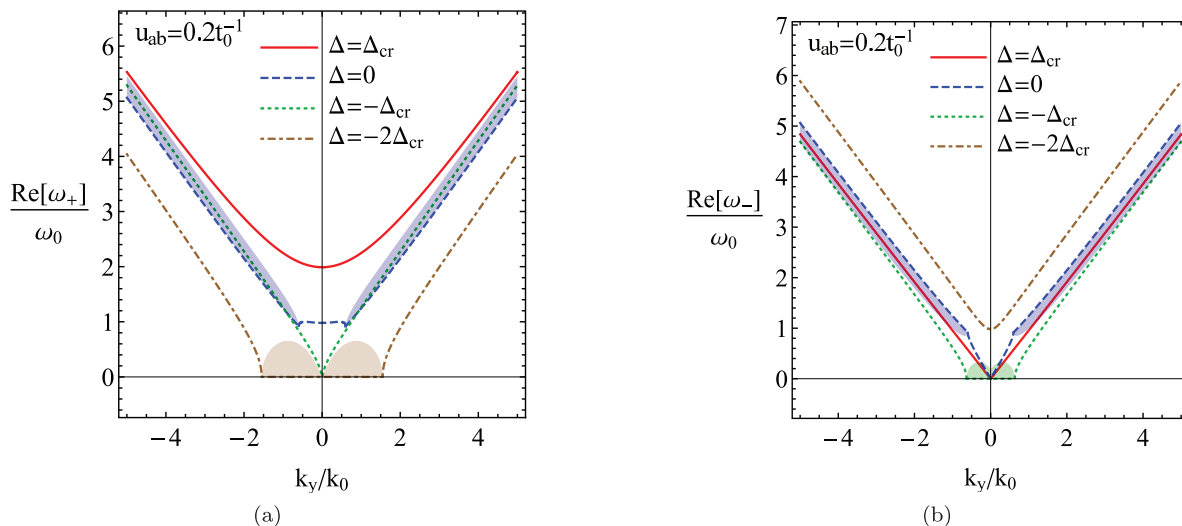 u_ab=0.2t_0^-1
Δ=Δ_cr
Δ=0
Δ=-Δ_cr
Δ=-2Δ_cr
6
5
4
3
2
1
0
Re[ω_+]
ω_0
-4 -2 0 2 4
k_y/k_0
(a)
u_ab=0.2t_0^-1
Δ=Δ_cr
Δ=0
Δ=-Δ_cr
Δ=-2Δ_cr
7
6
5
4
3
2
1
0
Re[ω_-]
ω_0
-4 -2 0 2 4
k_y/k_0
(b)